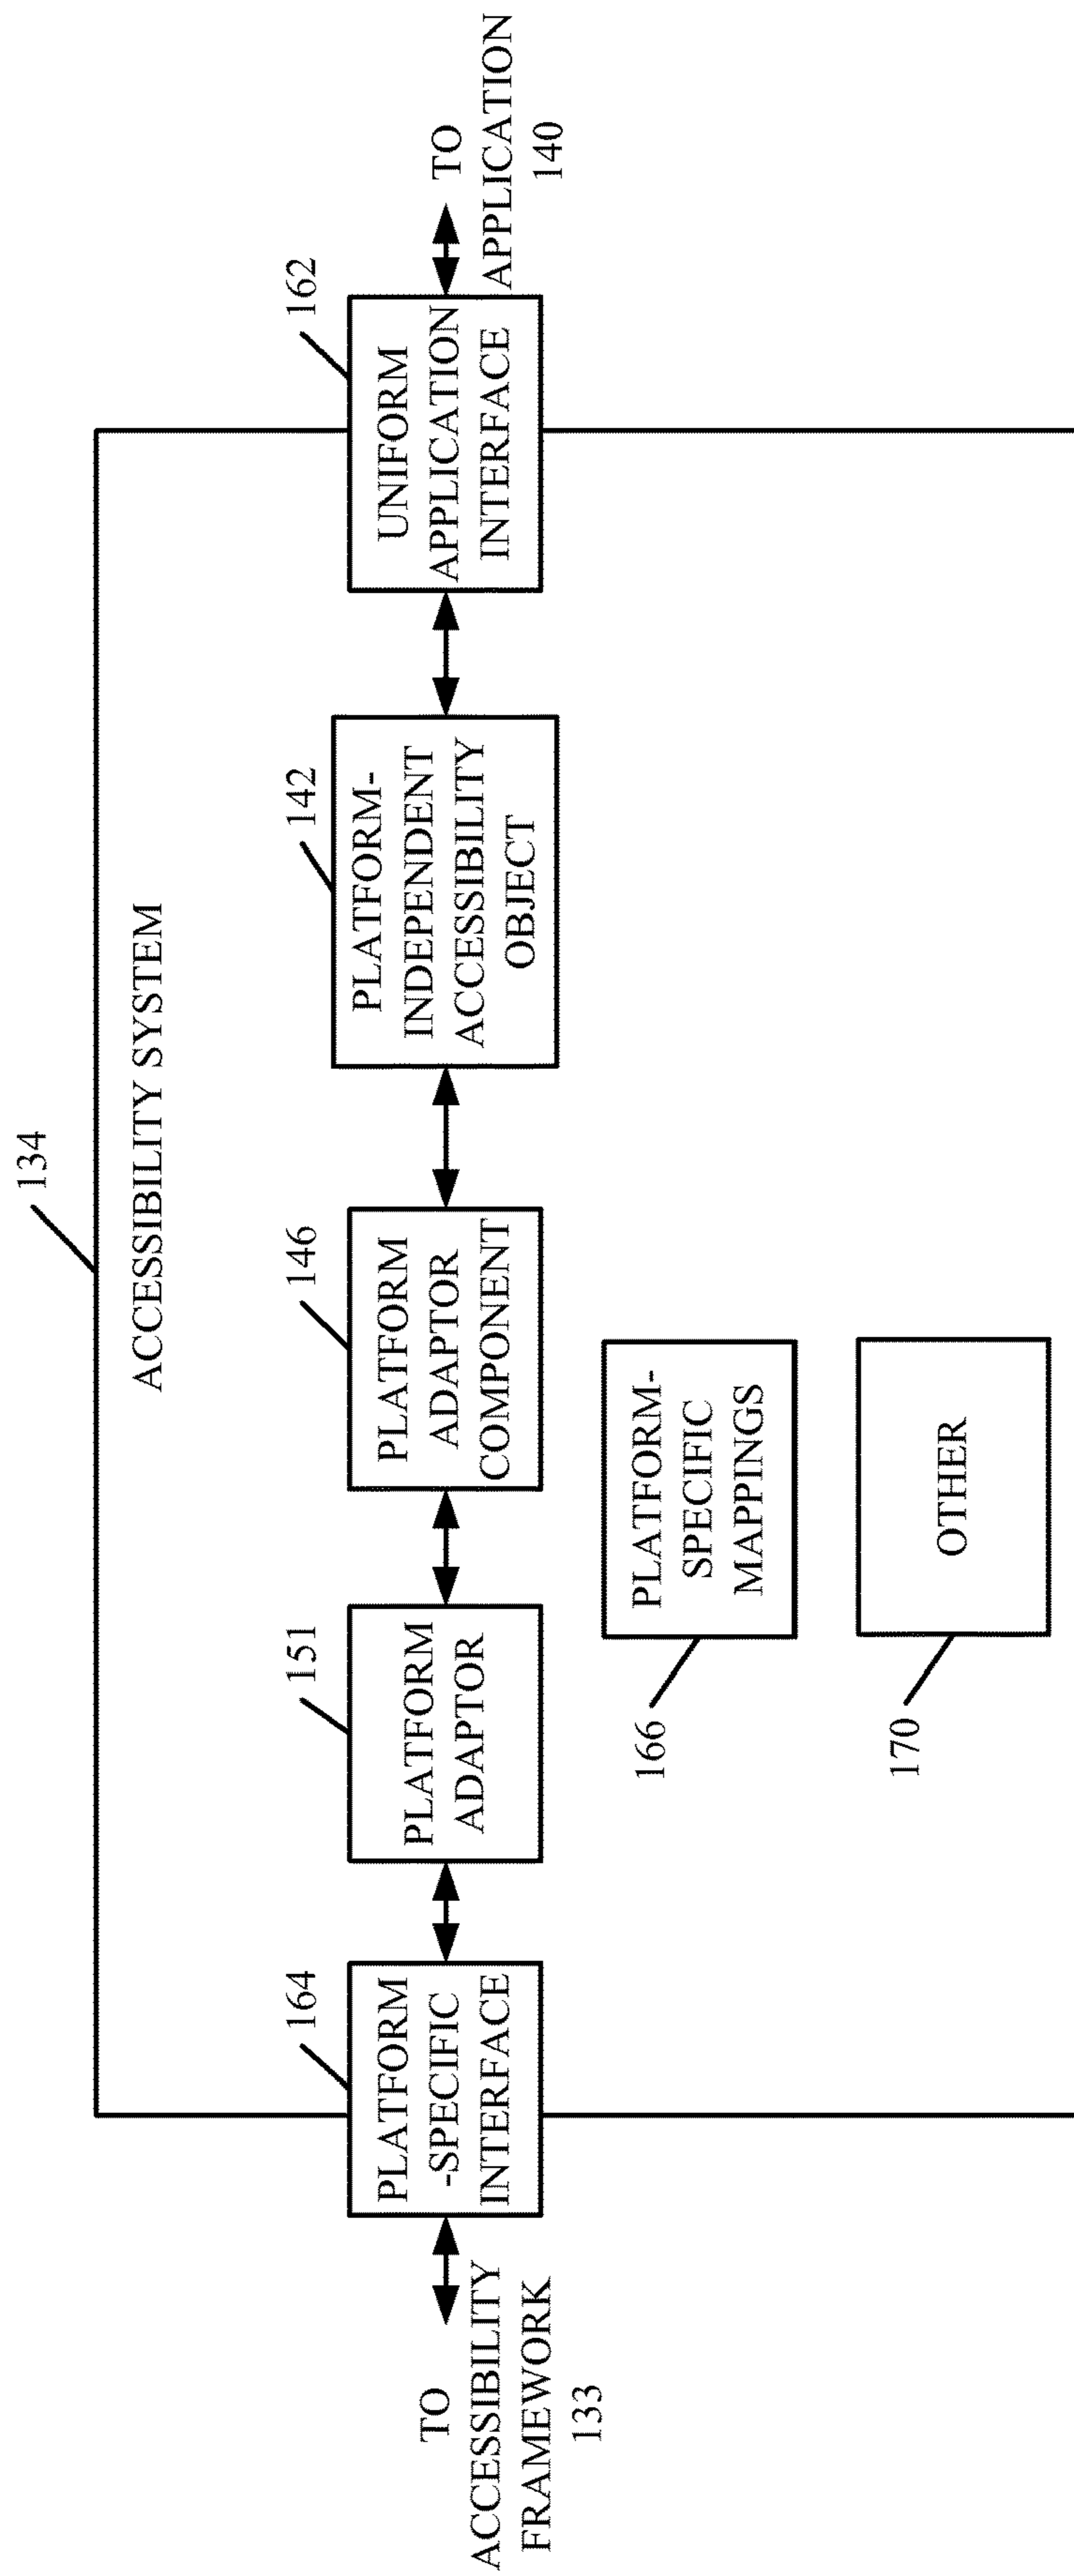 134
ACCESSIBILITY SYSTEM
TO
ACCESSIBILITY
FRAMEWORK
133
164
PLATFORM
-SPECIFIC
INTERFACE
151
PLATFORM
ADAPTOR
146
PLATFORM
ADAPTOR
COMPONENT
142
PLATFORM-
INDEPENDENT
ACCESSIBILITY
OBJECT
162
UNIFORM
APPLICATION
INTERFACE
TO
APPLICATION
140
166
PLATFORM-
SPECIFIC
MAPPINGS
170
OTHER